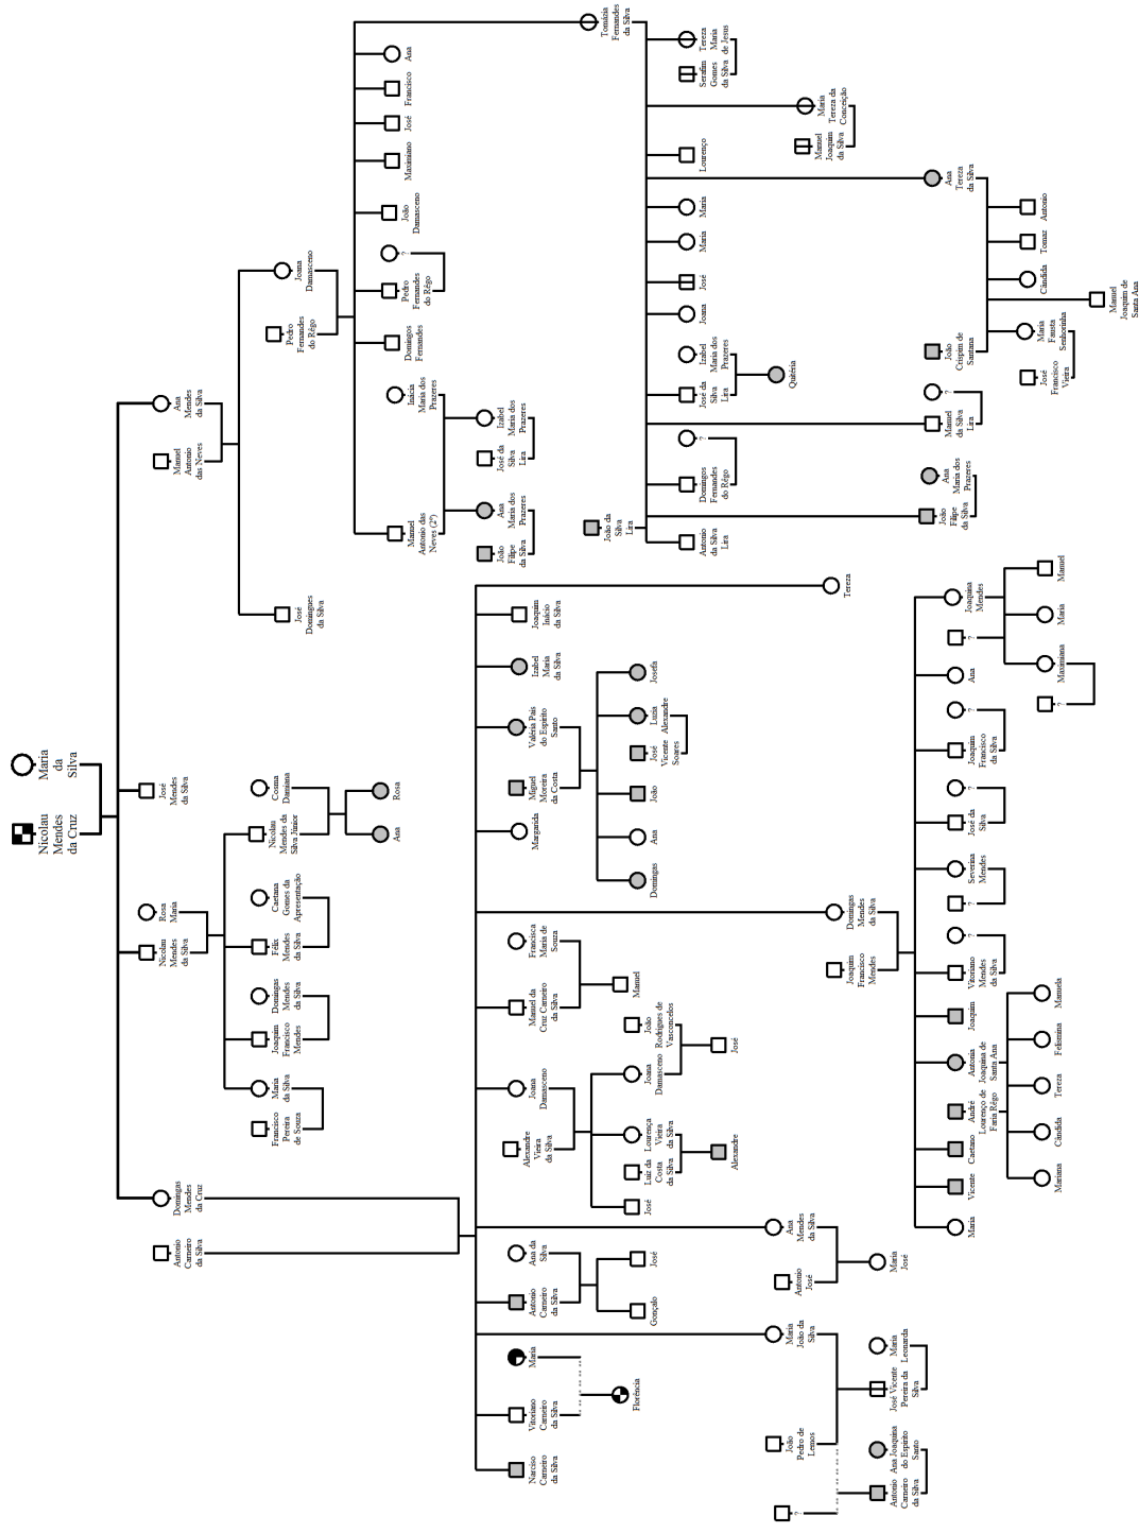 Nicolau
Mendes
da Cruz
Maria
da
Silva
Antonio
Carneiro
da Silva
Domingas
Mendes
da Cruz
Nicolau
Mendes
da Silva
Rosa
Maria
José
Mendes
da Silva
Manuel
Antonio
das Neves
Ana
Mendes
da Silva
Francisco
Pereira
de Souza
Maria
da Silva
Joaquim
Francisco
Mendes
Domingas
Mendes
da Silva
Félix
Mendes
da Silva
Caetana
Gomes da
Apresentação
Nicolau
Mendes da
Silva Júnior
Cosma
Damiana
Ana
Rosa
José
Domingues
da Silva
Pedro
Fernandes
do Rêgo
Joana
Damasceno
Manuel
Antonio das
Neves (2º)
Inácia
Maria dos
Prazeres
Domingos
Fernandes
Pedro
Fernandes
do Rêgo
?
João
Damasceno
Maximiano
José
Francisco
Ana
João
Filipe
da Silva
Ana
Maria dos
Prazeres
José da
Silva
Lira
Izabel
Maria dos
Prazeres
João da
Silva
Lira
Tomázia
Fernandes
da Silva
Antonio
da Silva
Lira
Domingos
Fernandes
do Rêgo
?
José da
Silva
Lira
Izabel
Maria dos
Prazeres
Joana
José
Maria
Maria
Lourenço
Serafim
Gomes
da Silva
Tereza
Maria
de Jesus
Quitéria
Manuel
Joaquim
da Silva
Maria
Tereza da
Conceição
João
Filipe
da Silva
Ana
Maria dos
Prazeres
Manuel
da Silva
Lira
?
João
Crispim de
Santana
Ana
Tereza
da Silva
José
Francisco
Vieira
Maria
Fausta
Senhorinha
Cândida
Tomaz
Antonio
Manuel
Joaquim de
Santa Ana
Narciso
Carneiro
da Silva
Vitoriano
Carneiro
da Silva
Maria
Antonio
Carneiro
da Silva
Ana da
Silva
Alexandre
Vieira
da Silva
Joana
Damasceno
Manuel da
Cruz Carneiro
da Silva
Francisca
Maria de
Souza
Margarida
Miguel
Moreira
da Costa
Valéria Pais
do Espírito
Santo
Izabel
Maria
da Silva
Joaquim
Inácio
da Silva
Florência
Gonçalo
José
José
Luiz da
Costa
da Silva
Lourença
Vieira
da Silva
Joana
Damasceno
João
Rodrigues de
Vasconcelos
Manuel
Domingas
Ana
João
José
Vicente
Soares
Luzia
Alexandre
Josefa
Alexandre
José
?
João
Pedro de
Lemos
Maria
João da
Silva
Antonio
José
Ana
Mendes
da Silva
Joaquim
Francisco
Mendes
Domingas
Mendes
da Silva
Tereza
Antonio
Carneiro
da Silva
Ana Joaquina
do Espírito
Santo
José Vicente
Pereira da
Silva
Maria
Leonarda
Maria
José
Maria
Vicente
Caetano
André
Lourenço de
Faria Rêgo
Antonia
Joaquina de
Santa Ana
Joaquim
Vitoriano
Mendes
da Silva
?
?
Severina
Mendes
José da
Silva
?
Joaquim
Francisco
da Silva
?
Ana
?
Joaquina
Mendes
Mariana
Cândida
Tereza
Felismina
Manuela
?
Maximiana
Maria
Manuel